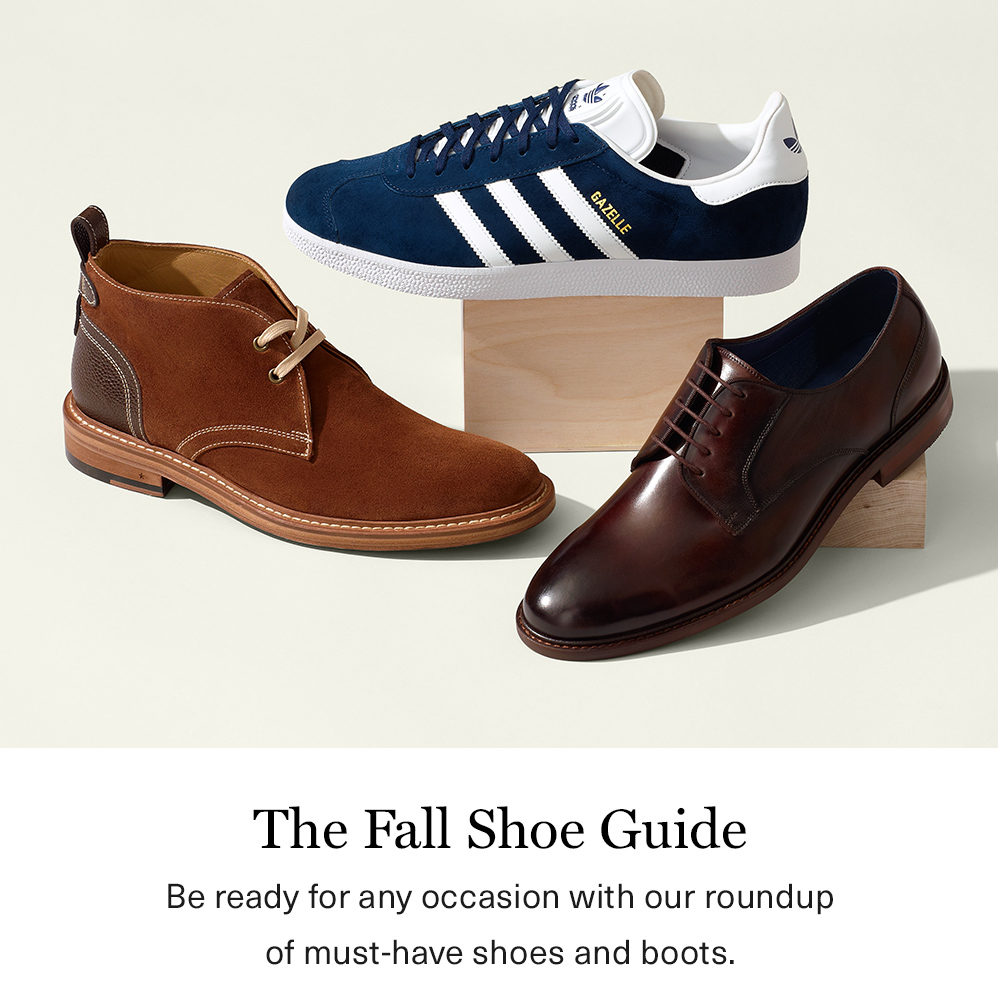 GAZELLE
The Fall Shoe Guide
Be ready for any occasion with our roundup
of must-have shoes and boots.